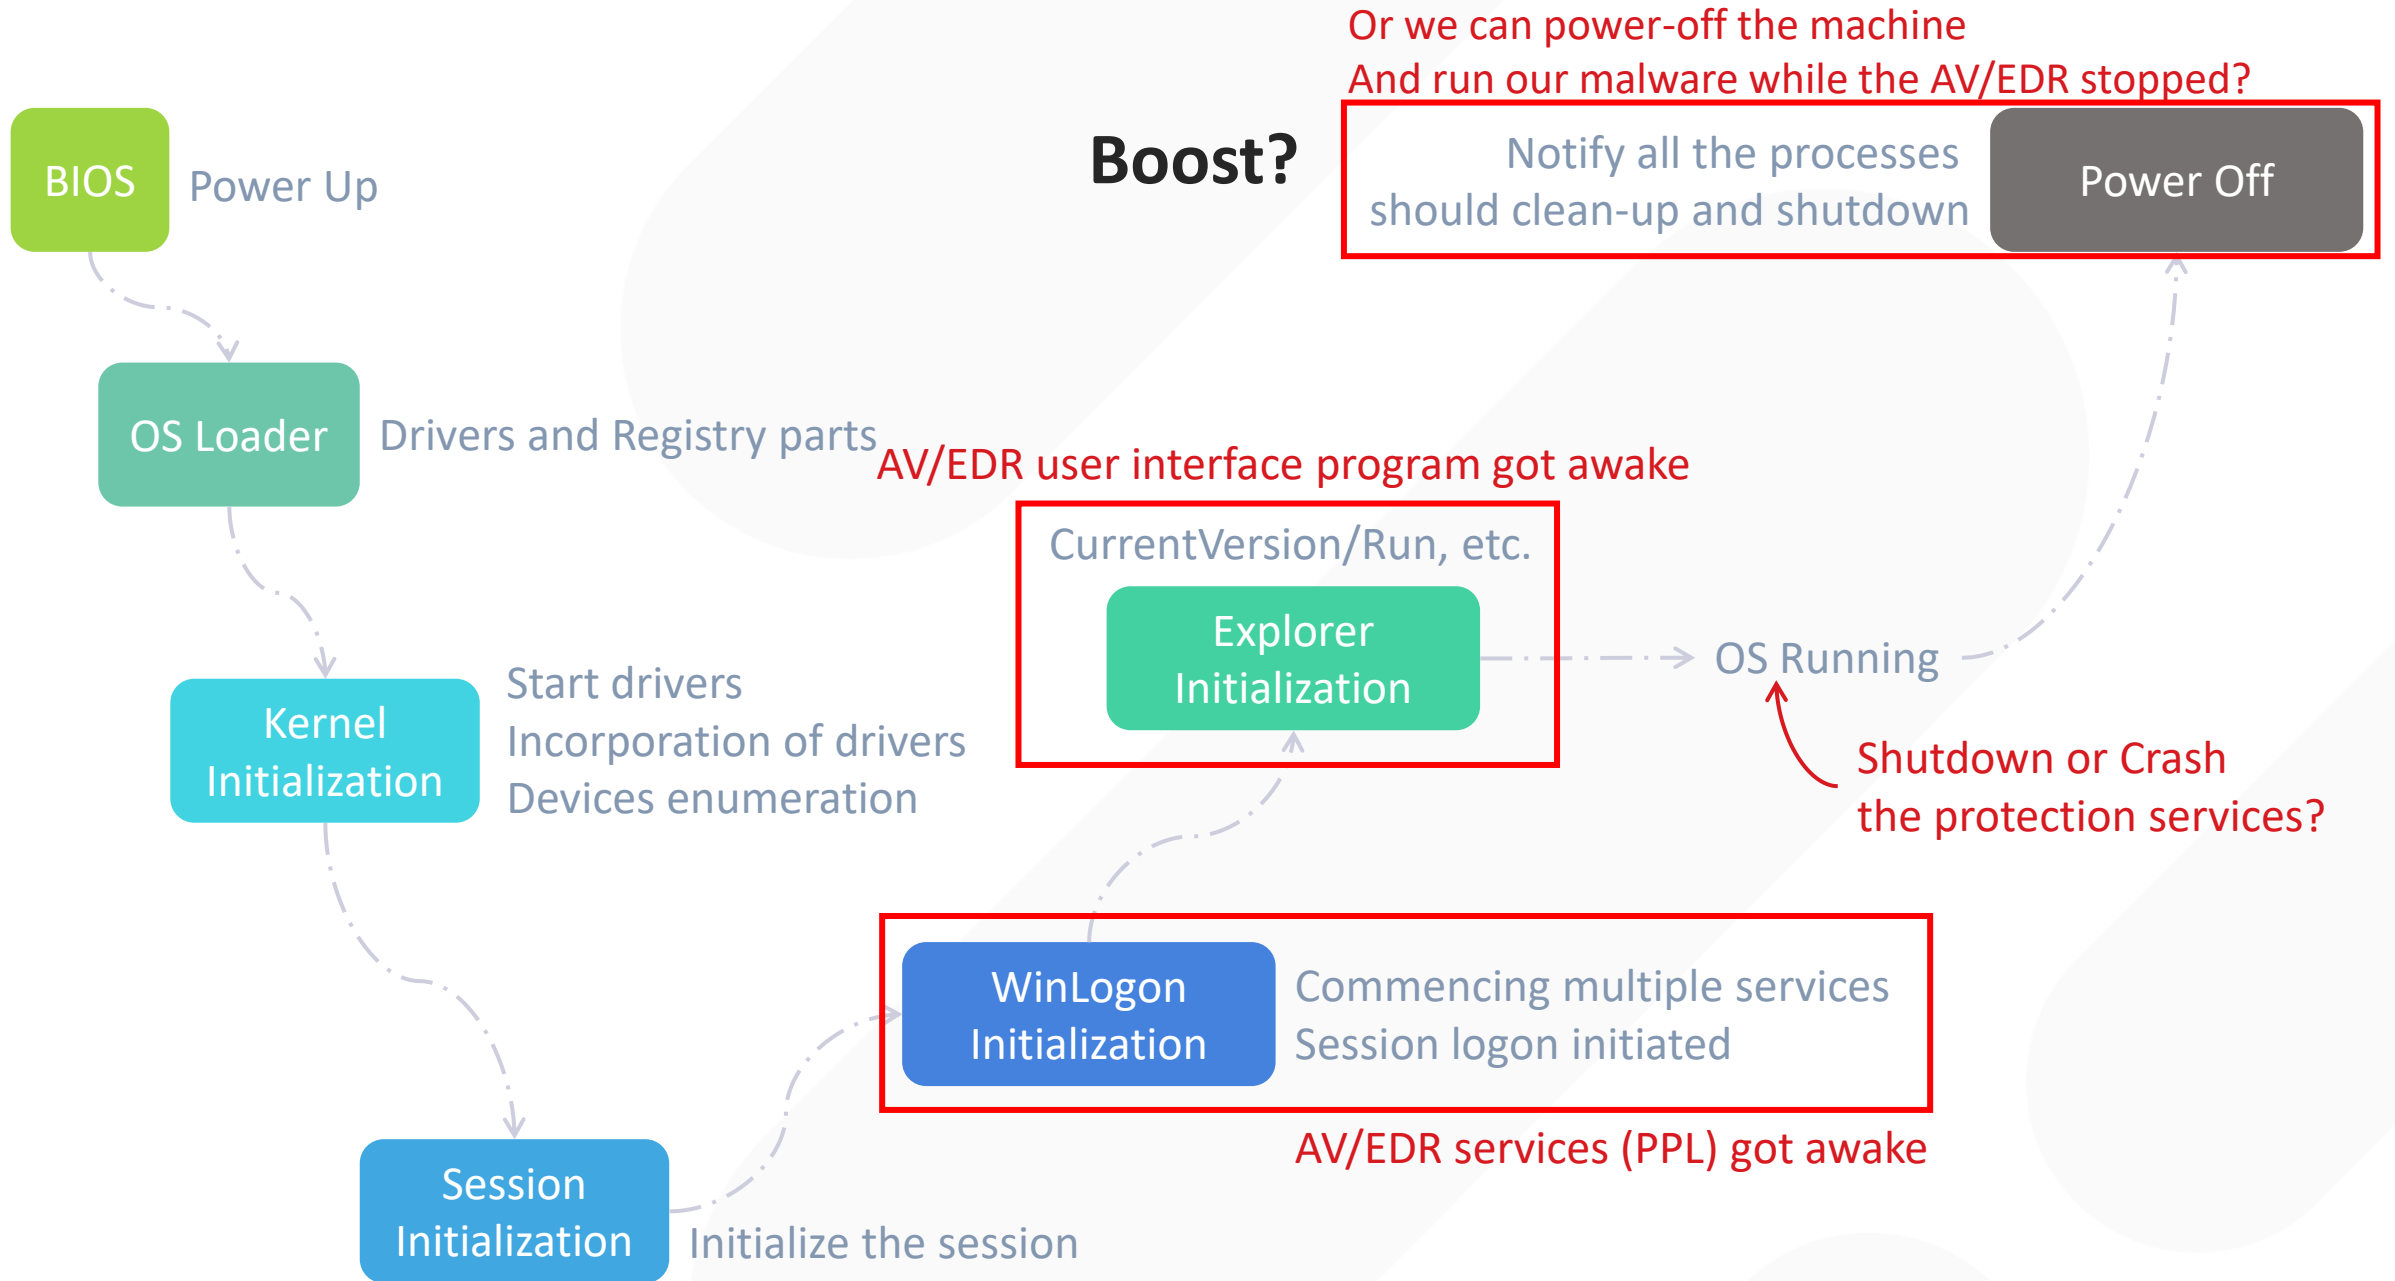 Or we can power-off the machine
And run our malware while the AV/EDR stopped?
BIOS
Power Up
Boost?
Notify all the processes
should clean-up and shutdown
Power Off
OS Loader
Drivers and Registry parts
AV/EDR user interface program got awake
CurrentVersion/Run, etc.
Explorer
Initialization
OS Running
Shutdown or Crash
the protection services?
Kernel
Initialization
Start drivers
Incorporation of drivers
Devices enumeration
WinLogon
Initialization
Commencing multiple services
Session logon initiated
AV/EDR services (PPL) got awake
Session
Initialization
Initialize the session